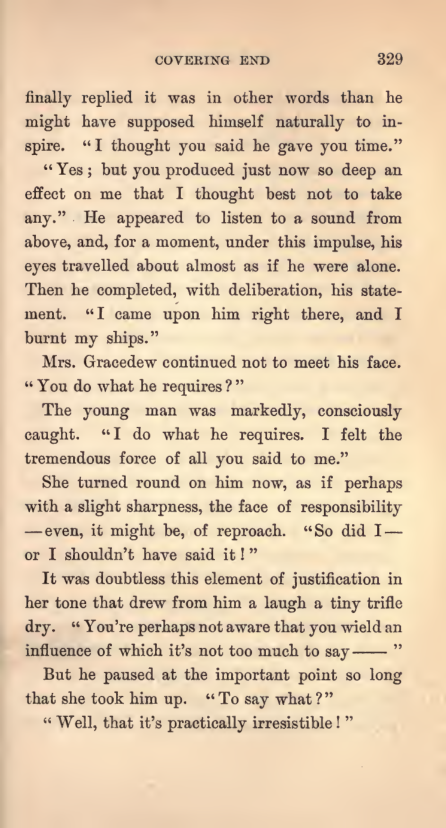 COVERING END 329
finally replied it was in other words than he
might have supposed himself naturally to in-
spire. "I thought you said he gave you time."
"Yes; but you produced just now so deep an
effect on me that I thought best not to take
any." He appeared to listen to a sound from
above, and, for a moment, under this impulse, his
eyes travelled about almost as if he were alone.
Then he completed, with deliberation, his state-
ment. "I came upon him right there, and I
burnt my ships."
Mrs. Gracedew continued not to meet his face.
"You do what he requires?"
The young man was markedly, consciously
caught. "I do what he requires. I felt the
tremendous force of all you said to me."
She turned round on him now, as if perhaps
with a slight sharpness, the face of responsibility
—even, it might be, of reproach. "So did I—
or I shouldn't have said it!"
It was doubtless this element of justification in
her tone that drew from him a laugh a tiny trifle
dry. "You're perhaps not aware that you wield an
influence of which it's not too much to say—— "
But he paused at the important point so long
that she took him up. "To say what?"
"Well, that it's practically irresistible!"